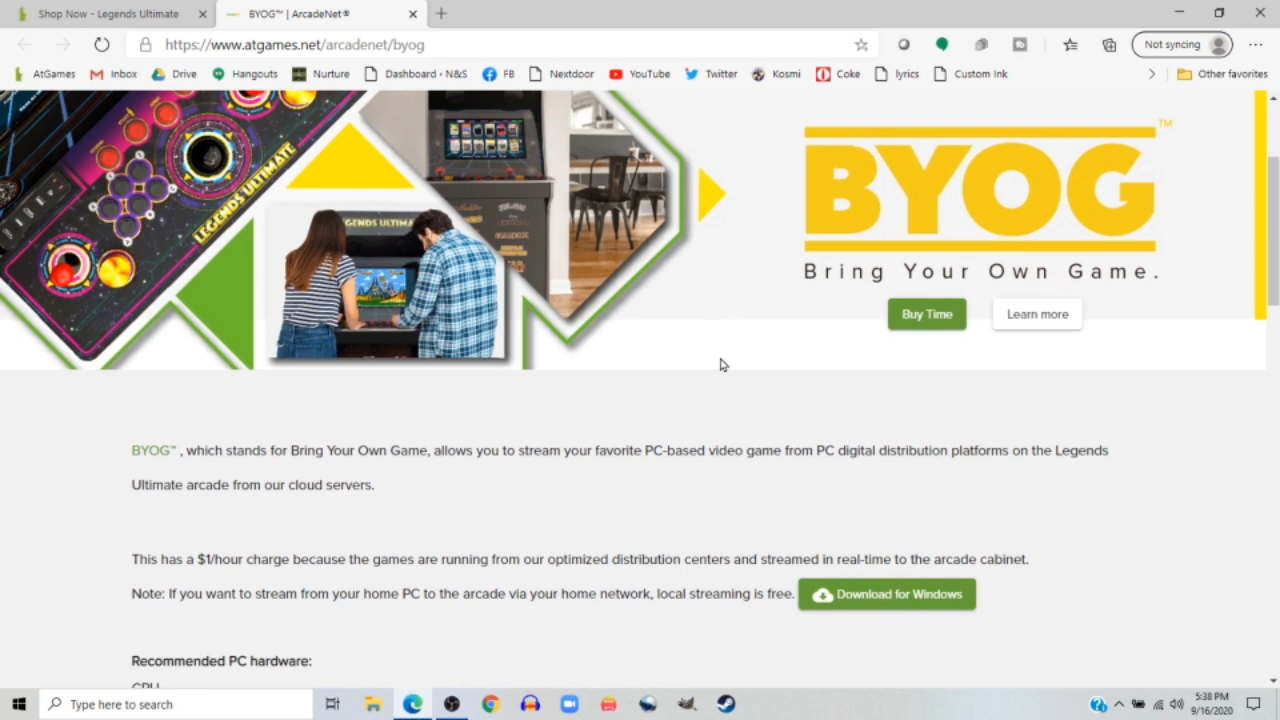 Shop Now - Legends Ultimate
BYOG™ | ArcadeNet®
https://www.atgames.net/arcadenet/byog
Not syncing
AtGames
Inbox
Drive
Hangouts
Nurture
Dashboard • N&S
FB
Nextdoor
YouTube
Twitter
Kosmi
Coke
lyrics
Custom Ink
Other favorites
LEGENDS ULTIMATE
LEGENDS ULTIMA
BYOG™
Bring Your Own Game.
Buy Time
Learn more
BYOG™ , which stands for Bring Your Own Game, allows you to stream your favorite PC-based video game from PC digital distribution platforms on the Legends
Ultimate arcade from our cloud servers.
This has a $1/hour charge because the games are running from our optimized distribution centers and streamed in real-time to the arcade cabinet.
Note: If you want to stream from your home PC to the arcade via your home network, local streaming is free.
Download for Windows
Recommended PC hardware:
CPU
Type here to search
5:38 PM
9/16/2020